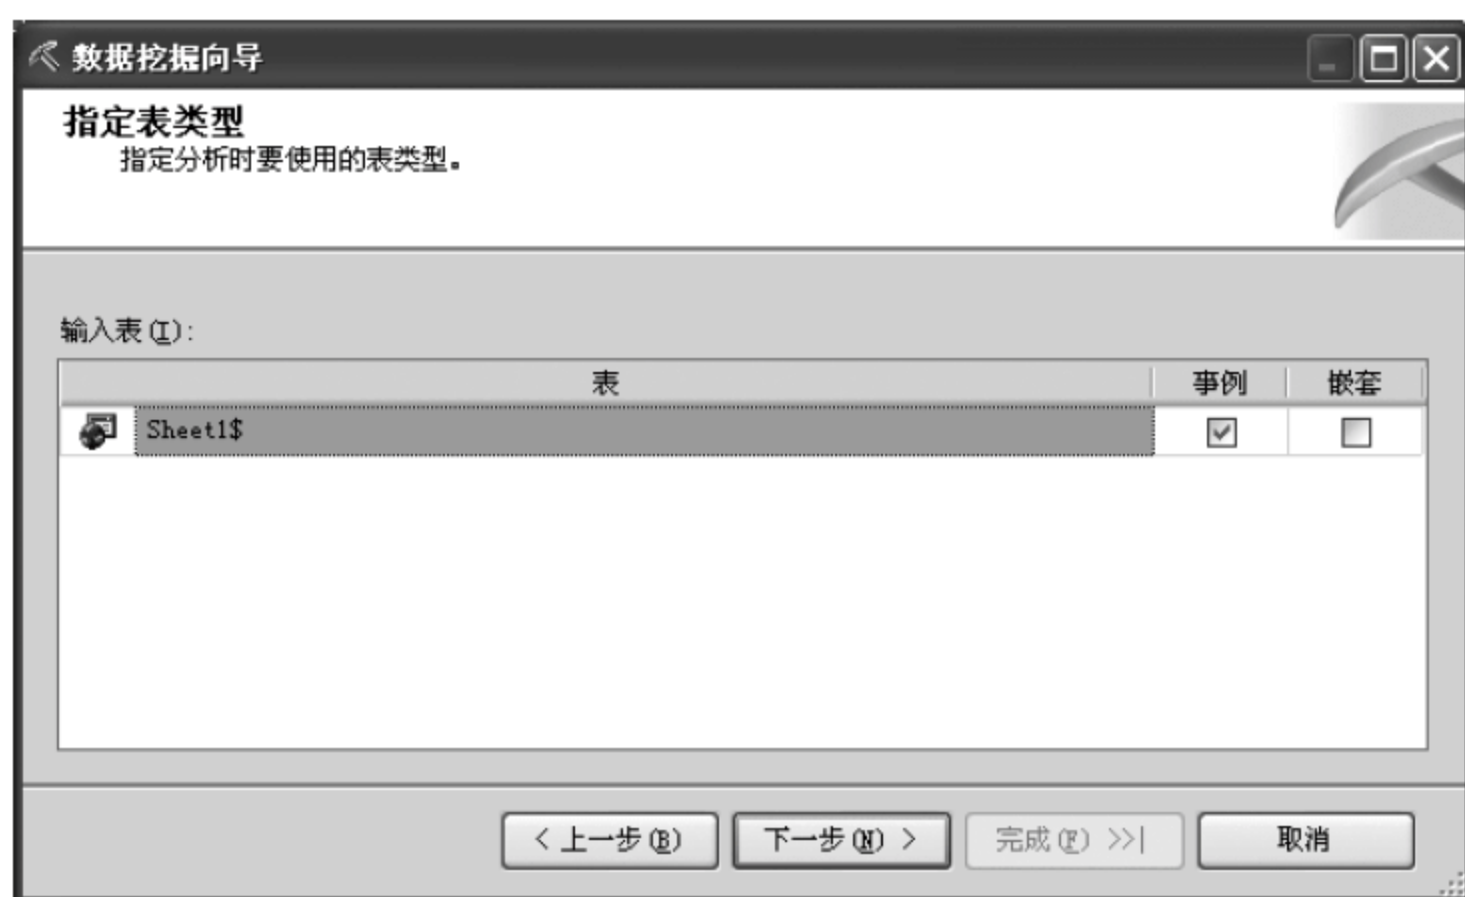 数据挖掘向导
指定表类型
指定分析时要使用的表类型。
输入表(I):
表 事例 嵌套
Sheet1$
< 上一步(B) 下一步(N) > 完成(F) >>| 取消